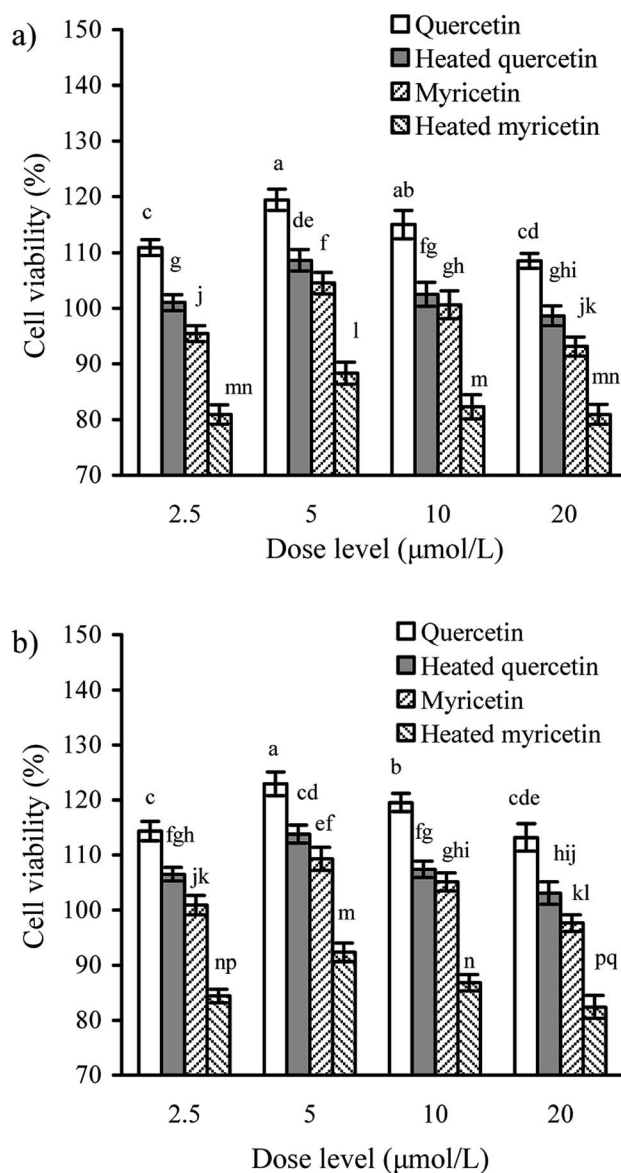 a)
150
140
130
120
110
100
90
80
70
Cell viability (%)
Quercetin
Heated quercetin
Myricetin
Heated myricetin
c
g
j
mn
a
de
f
l
ab
fg
gh
m
cd
ghi
jk
mn
2.5 5 10 20
Dose level (μmol/L)
b)
150
140
130
120
110
100
90
80
70
Cell viability (%)
Quercetin
Heated quercetin
Myricetin
Heated myricetin
c
fgh
jk
np
a
cd
ef
m
b
fg
ghi
n
cde
hij
kl
pq
2.5 5 10 20
Dose level (μmol/L)